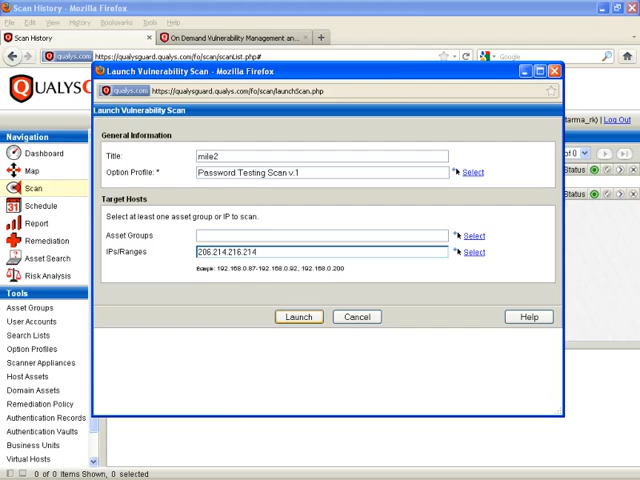 Scan History - Mozilla Firefox
File Edit View History Bookmarks Tools Help
Scan History
On Demand Vulnerability Management an...
qualys.com https://qualysguard.qualys.com/fo/scan/scanList.php#
Google
QUALYS
Log Out
Launch Vulnerability Scan - Mozilla Firefox
qualys.com https://qualysguard.qualys.com/fo/scan/launchScan.php
Launch Vulnerability Scan
General Information
Title: mile2
Option Profile: * Password Testing Scan v.1 Select
Target Hosts
Select at least one asset group or IP to scan.
Asset Groups Select
IPs/Ranges 206.214.216.214 Select
Example: 192.168.0.87-192.168.0.92, 192.168.0.200
Launch Cancel Help
Navigation
Dashboard
Map
Scan
Schedule
Report
Remediation
Asset Search
Risk Analysis
Tools
Asset Groups
User Accounts
Search Lists
Option Profiles
Scanner Appliances
Host Assets
Domain Assets
Remediation Policy
Authentication Records
Authentication Vaults
Business Units
Virtual Hosts
of 0
Status
Status
0 of 0 Items Shown, 0 selected